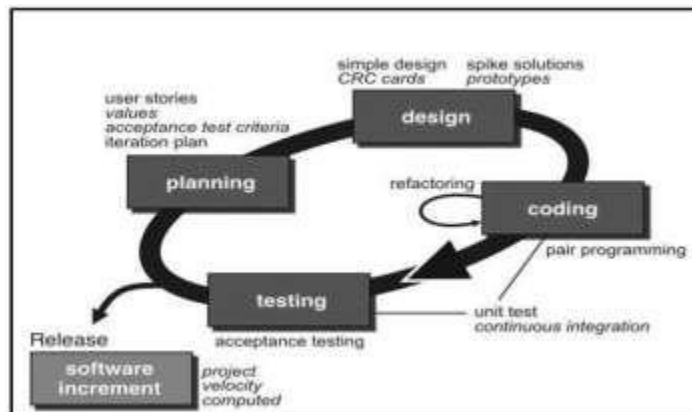 simple design
CRC cards
spike solutions
prototypes
user stories
values
acceptance test criteria
iteration plan
design
planning
refactoring
coding
pair programming
testing
unit test
continuous integration
acceptance testing
Release
software
increment
project
velocity
computed